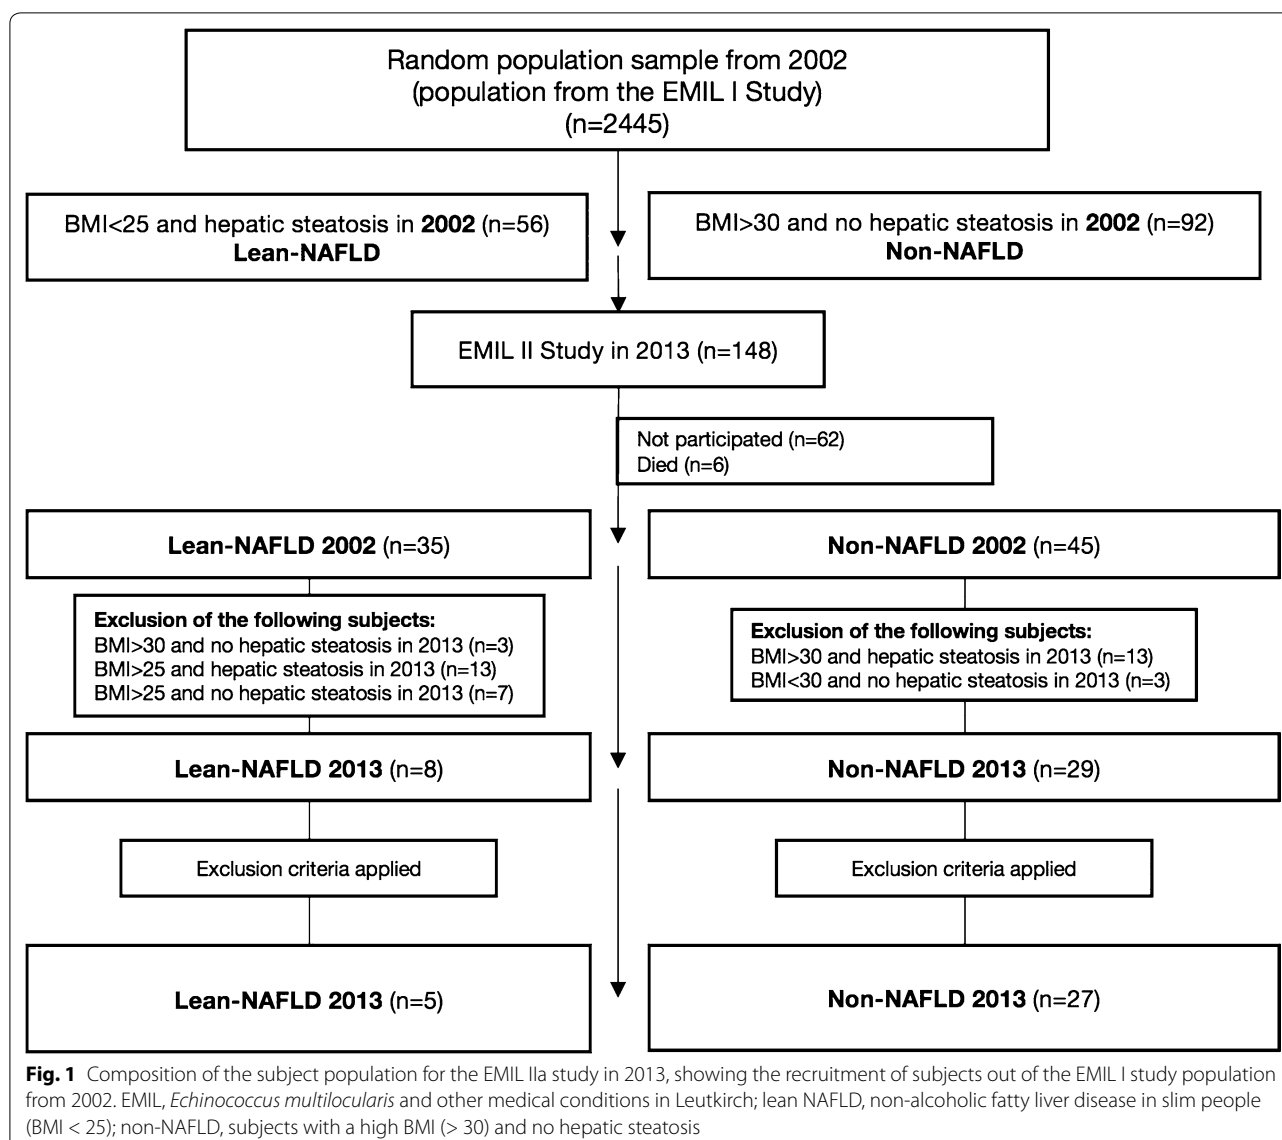 Random population sample from 2002
(population from the EMIL I Study)
(n=2445)
BMI<25 and hepatic steatosis in 2002 (n=56)
Lean-NAFLD
BMI>30 and no hepatic steatosis in 2002 (n=92)
Non-NAFLD
EMIL II Study in 2013 (n=148)
Not participated (n=62)
Died (n=6)
Lean-NAFLD 2002 (n=35)
Non-NAFLD 2002 (n=45)
Exclusion of the following subjects:
BMI>30 and no hepatic steatosis in 2013 (n=3)
BMI>25 and hepatic steatosis in 2013 (n=13)
BMI>25 and no hepatic steatosis in 2013 (n=7)
Exclusion of the following subjects:
BMI>30 and hepatic steatosis in 2013 (n=13)
BMI<30 and no hepatic steatosis in 2013 (n=3)
Lean-NAFLD 2013 (n=8)
Non-NAFLD 2013 (n=29)
Exclusion criteria applied
Exclusion criteria applied
Lean-NAFLD 2013 (n=5)
Non-NAFLD 2013 (n=27)
Fig. 1 Composition of the subject population for the EMIL IIa study in 2013, showing the recruitment of subjects out of the EMIL I study population
from 2002. EMIL, Echinococcus multilocularis and other medical conditions in Leutkirch; lean NAFLD, non-alcoholic fatty liver disease in slim people
(BMI < 25); non-NAFLD, subjects with a high BMI (> 30) and no hepatic steatosis